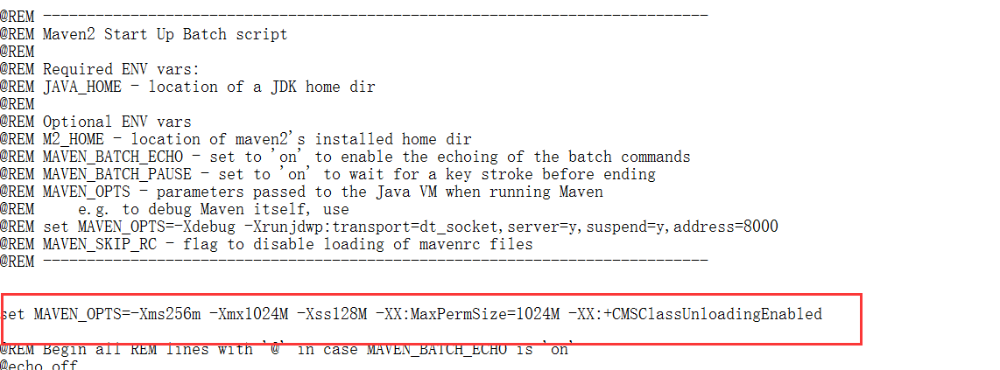 @REM ----------------------------------------------------------------------------
@REM Maven2 Start Up Batch script
@REM
@REM Required ENV vars:
@REM JAVA_HOME - location of a JDK home dir
@REM
@REM Optional ENV vars
@REM M2_HOME - location of maven2's installed home dir
@REM MAVEN_BATCH_ECHO - set to 'on' to enable the echoing of the batch commands
@REM MAVEN_BATCH_PAUSE - set to 'on' to wait for a key stroke before ending
@REM MAVEN_OPTS - parameters passed to the Java VM when running Maven
@REM     e.g. to debug Maven itself, use
@REM set MAVEN_OPTS=-Xdebug -Xrunjdwp:transport=dt_socket,server=y,suspend=y,address=8000
@REM MAVEN_SKIP_RC - flag to disable loading of mavenrc files
@REM ----------------------------------------------------------------------------
set MAVEN_OPTS=-Xms256m -Xmx1024M -Xss128M -XX:MaxPermSize=1024M -XX:+CMSClassUnloadingEnabled
@REM Begin all REM lines with '@' in case MAVEN_BATCH_ECHO is 'on'
@echo off